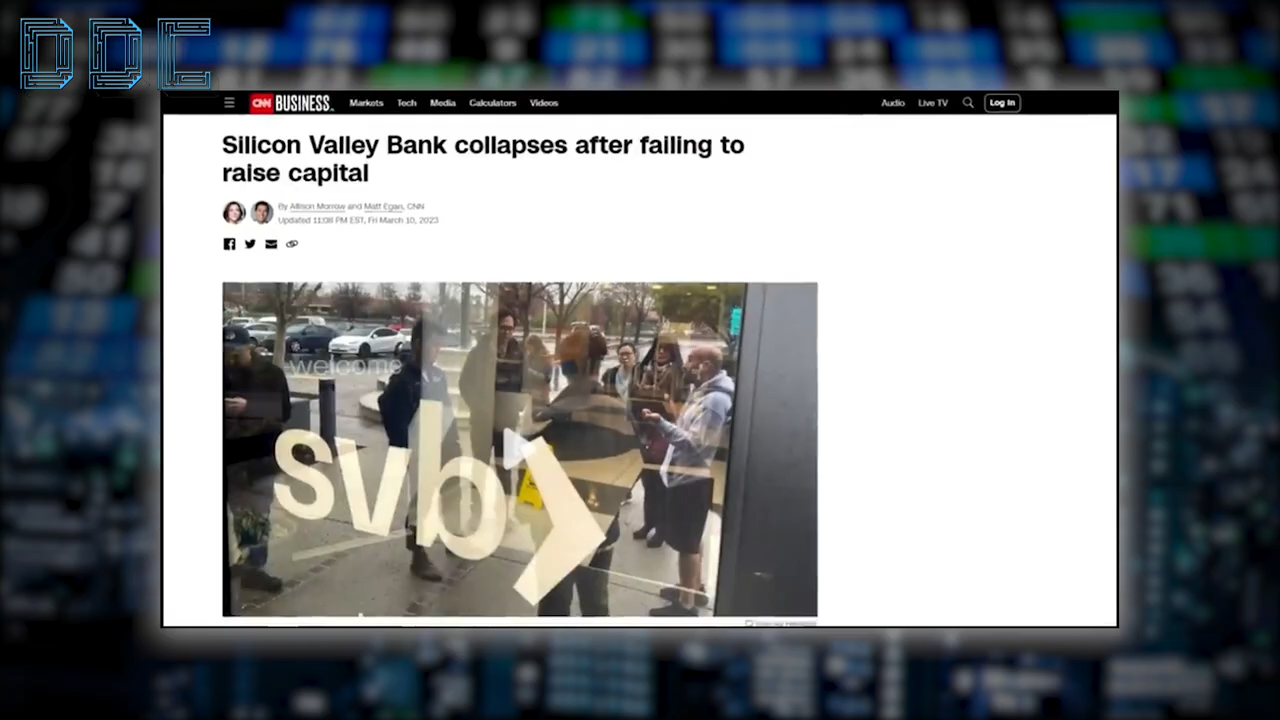 DDC
CNN BUSINESS Markets Tech Media Calculators Videos Audio Live TV Log In
Silicon Valley Bank collapses after failing to
raise capital
By Allison Morrow and Matt Egan, CNN
Updated 11:08 PM EST, Fri March 10, 2023
welcome
svb